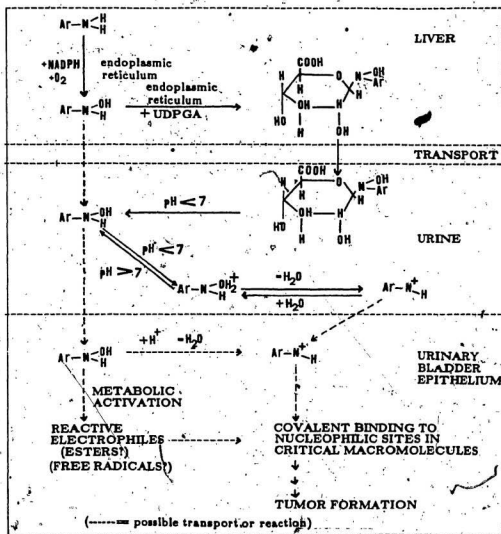 Ar—N H H
LIVER
+NADPH
+O2
endoplasmic
reticulum
endoplasmic
reticulum
+ UDPGA
Ar—N OH H
COOH
H
O
H
N OH
Ar
H
OH
H
H
HO
H
OH
TRANSPORT
COOH
H
O
H
N OH
Ar
OH
H
H
HO
H
OH
URINE
pH < 7
Ar—N OH H
pH < 7
pH > 7
Ar—N OH2+ H
-H2O
+H2O
Ar—N+ H
+H+ -H2O
Ar—N OH H
Ar—N+ H
URINARY
BLADDER
EPITHELIUM
METABOLIC
ACTIVATION
REACTIVE
ELECTROPHILES
(ESTERS?)
(FREE RADICALS?)
COVALENT BINDING TO
NUCLEOPHILIC SITES IN
CRITICAL MACROMOLECULES
TUMOR FORMATION
(-----= possible transport or reaction)